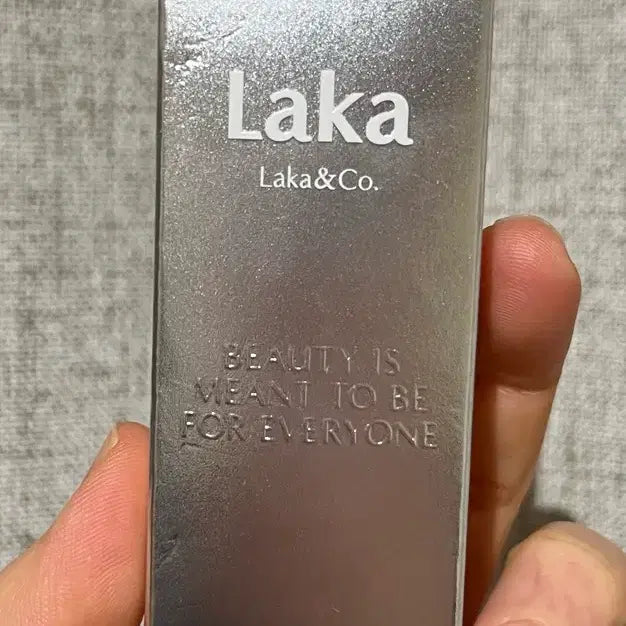 Laka
Laka&Co.
BEAUTY IS
MEANT TO BE
FOR EVERYONE